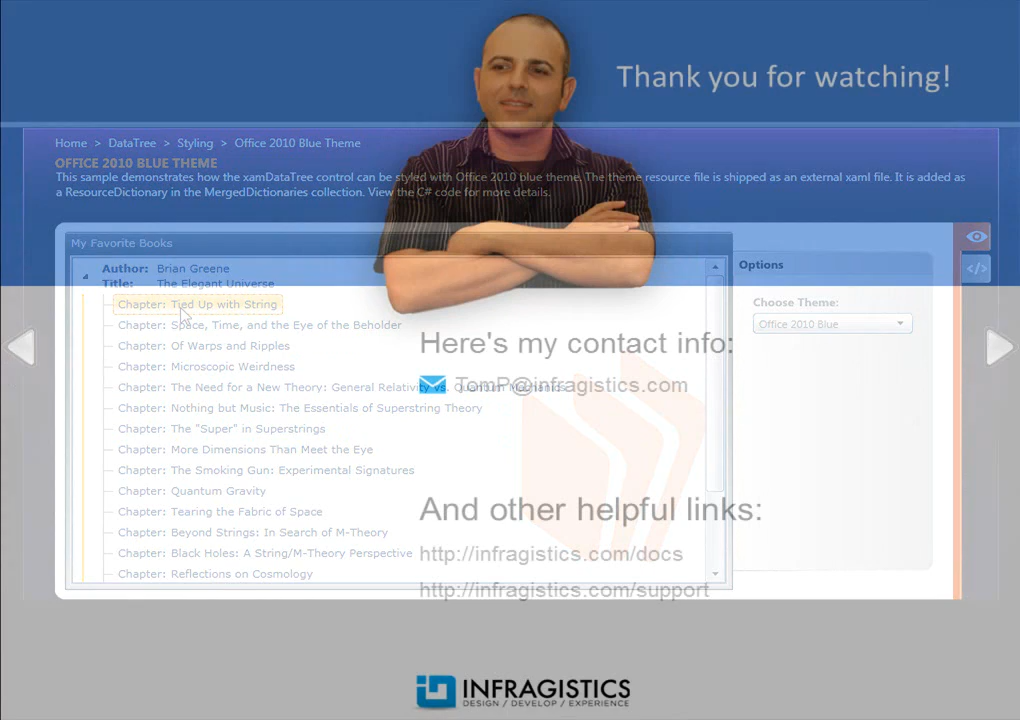 Thank you for watching!
Home > DataTree > Styling > Office 2010 Blue Theme
OFFICE 2010 BLUE THEME
This sample demonstrates how the xamDataTree control can be styled with Office 2010 blue theme. The theme resource file is shipped as an external xaml file. It is added as
a ResourceDictionary in the MergedDictionaries collection. View the C# code for more details.
My Favorite Books
Author: Brian Greene
Title: The Elegant Universe
Chapter: Tied Up with String
Chapter: Space, Time, and the Eye of the Beholder
Chapter: Of Warps and Ripples
Chapter: Microscopic Weirdness
Chapter: The Need for a New Theory: General Relativity vs. Quantum Mechanics
Chapter: Nothing but Music: The Essentials of Superstring Theory
Chapter: The "Super" in Superstrings
Chapter: More Dimensions Than Meet the Eye
Chapter: The Smoking Gun: Experimental Signatures
Chapter: Quantum Gravity
Chapter: Tearing the Fabric of Space
Chapter: Beyond Strings: In Search of M-Theory
Chapter: Black Holes: A String/M-Theory Perspective
Chapter: Reflections on Cosmology
Options
Choose Theme:
Office 2010 Blue
</>
Here's my contact info:
TomP@infragistics.com
And other helpful links:
http://infragistics.com/docs
http://infragistics.com/support
INFRAGISTICS
DESIGN / DEVELOP / EXPERIENCE